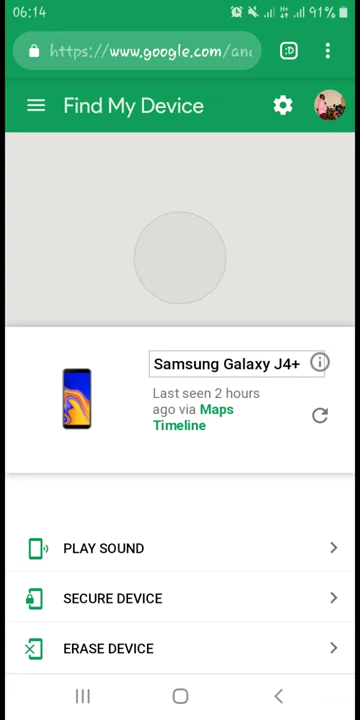 06:14 91%
https://www.google.com/anc :D
Find My Device
Samsung Galaxy J4+
Last seen 2 hours
ago via Maps
Timeline
PLAY SOUND
SECURE DEVICE
ERASE DEVICE